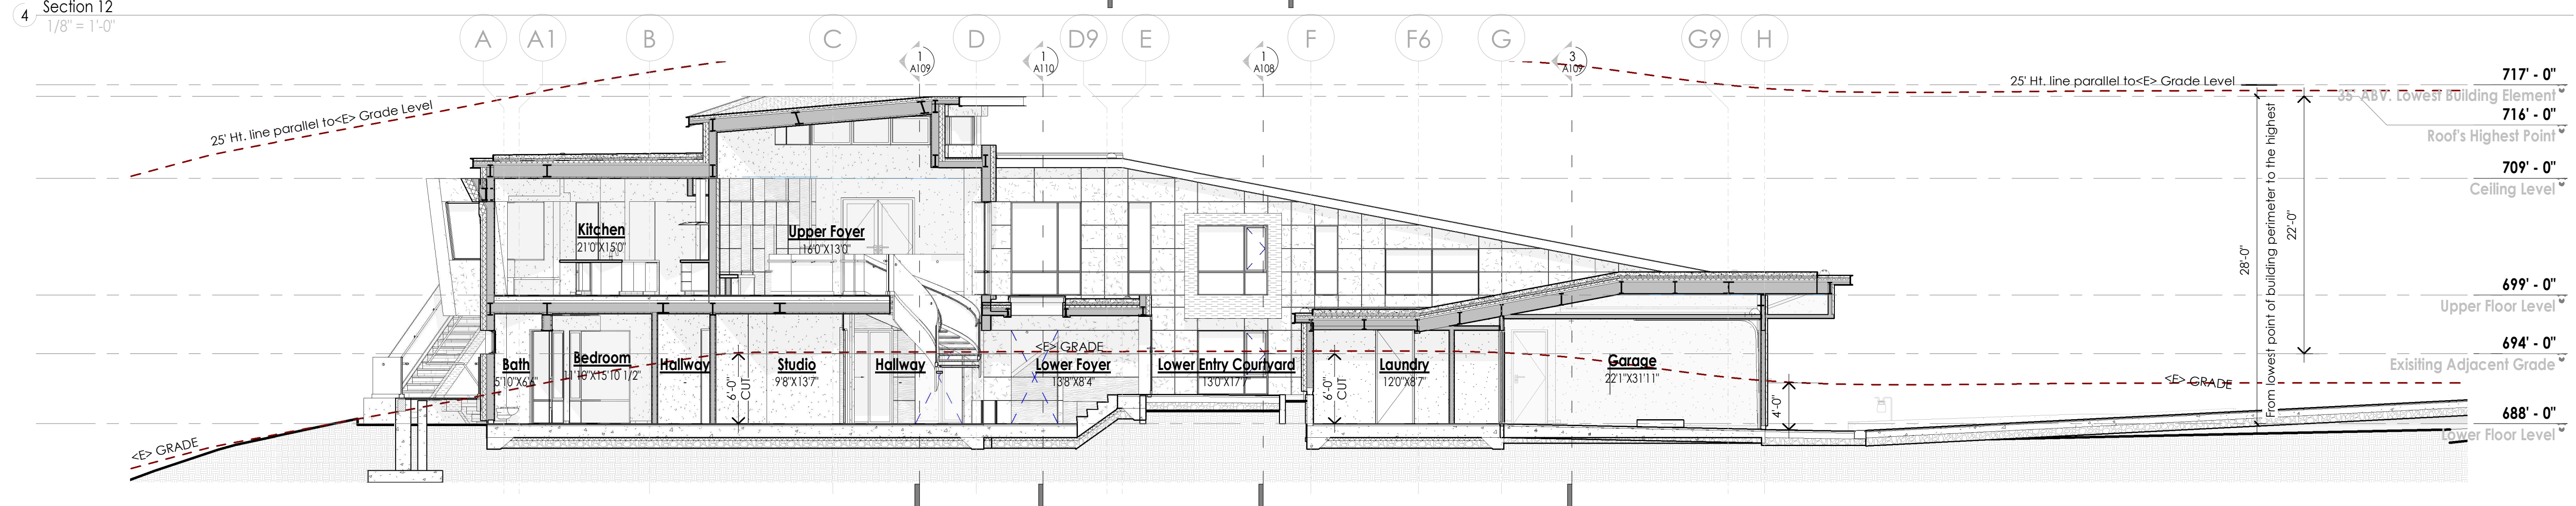 4
Section 12
1/8" = 1'-0"
A
A1
B
C
D
D9
E
F
F6
G
G9
H
1
A109
1
A110
1
A108
3
A109
25' Ht. line parallel to<E> Grade Level
25' Ht. line parallel to<E> Grade Level
717' - 0"
35' ABV. Lowest Building Element
716' - 0"
Roof's Highest Point
709' - 0"
Ceiling Level
699' - 0"
Upper Floor Level
694' - 0"
Exisiting Adjacent Grade
688' - 0"
Lower Floor Level
28'-0"
From lowest point of building perimeter to the highest
22'-0"
Kitchen
21'0"X15'0"
Upper Foyer
16'0"X13'0"
Bath
5'10"X6'6"
Bedroom
11'10"X15'10 1/2"
Hallway
6'-0"
CUT
Studio
9'8"X13'7"
Hallway
<E> GRADE
Lower Foyer
13'8"X8'4"
Lower Entry Courtyard
6'-0"
CUT
Laundry
12'0"X8'7"
Garage
22'1"X31'11"
4'-0"
<E> GRADE
<E> GRADE